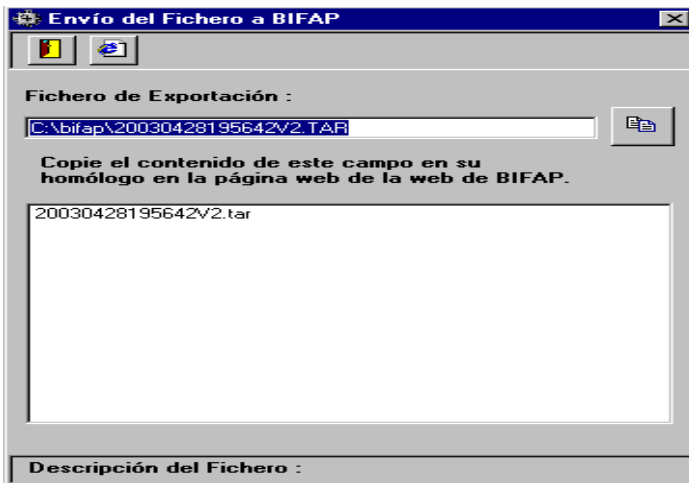 Envío del Fichero a BIFAP
Fichero de Exportación :
C:\bifap\20030428195642V2.TAR
Copie el contenido de este campo en su
homólogo en la página web de la web de BIFAP.
20030428195642V2.tar
Descripción del Fichero :